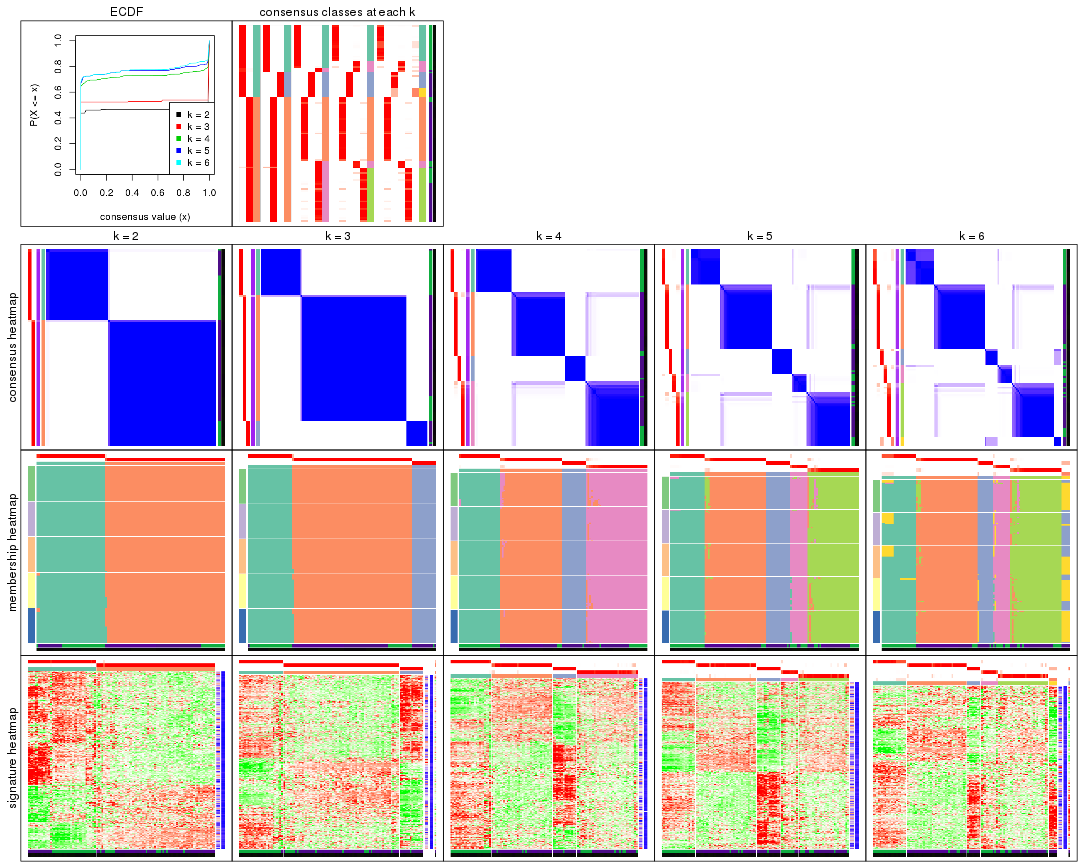 ECDF
consensus classes at each k
P(X <= x)
1.0
0.8
0.6
0.4
0.2
0.0
k = 2
k = 3
k = 4
k = 5
k = 6
0.0 0.2 0.4 0.6 0.8 1.0
consensus value (x)
k = 2 k = 3 k = 4 k = 5 k = 6
consensus heatmap
membership heatmap
signature heatmap